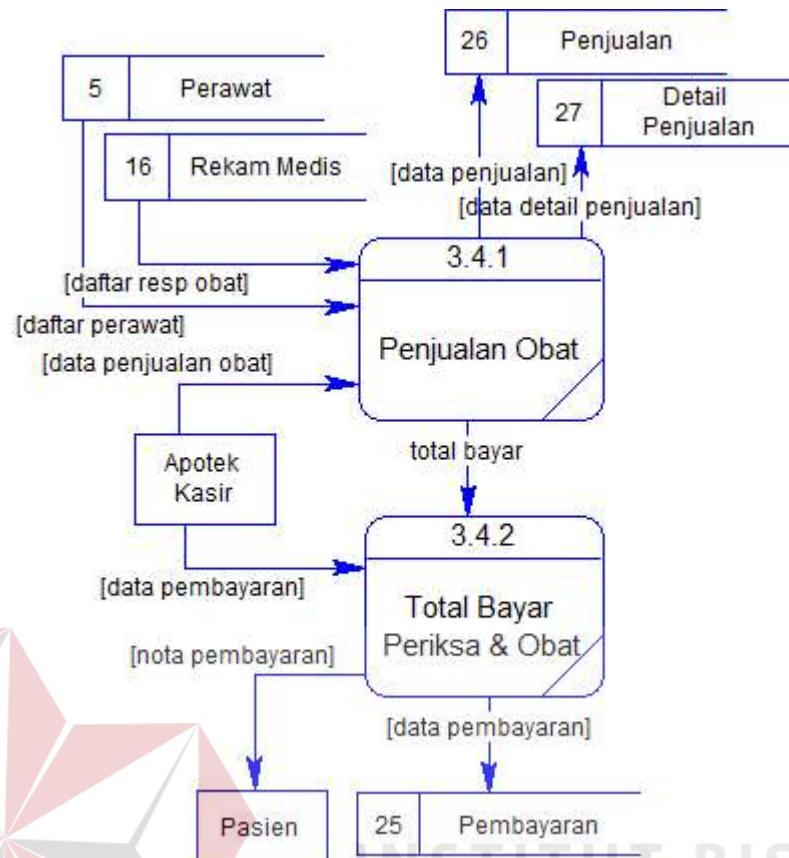 26
Penjualan
5
Perawat
27
Detail
Penjualan
16
Rekam Medis
[data penjualan]
[data detail penjualan]
3.4.1
[daftar resp obat]
[daftar perawat]
Penjualan Obat
[data penjualan obat]
total bayar
Apotek
Kasir
3.4.2
[data pembayaran]
Total Bayar
Periksa & Obat
[nota pembayaran]
[data pembayaran]
Pasien
25
Pembayaran
INSTITUT BIS